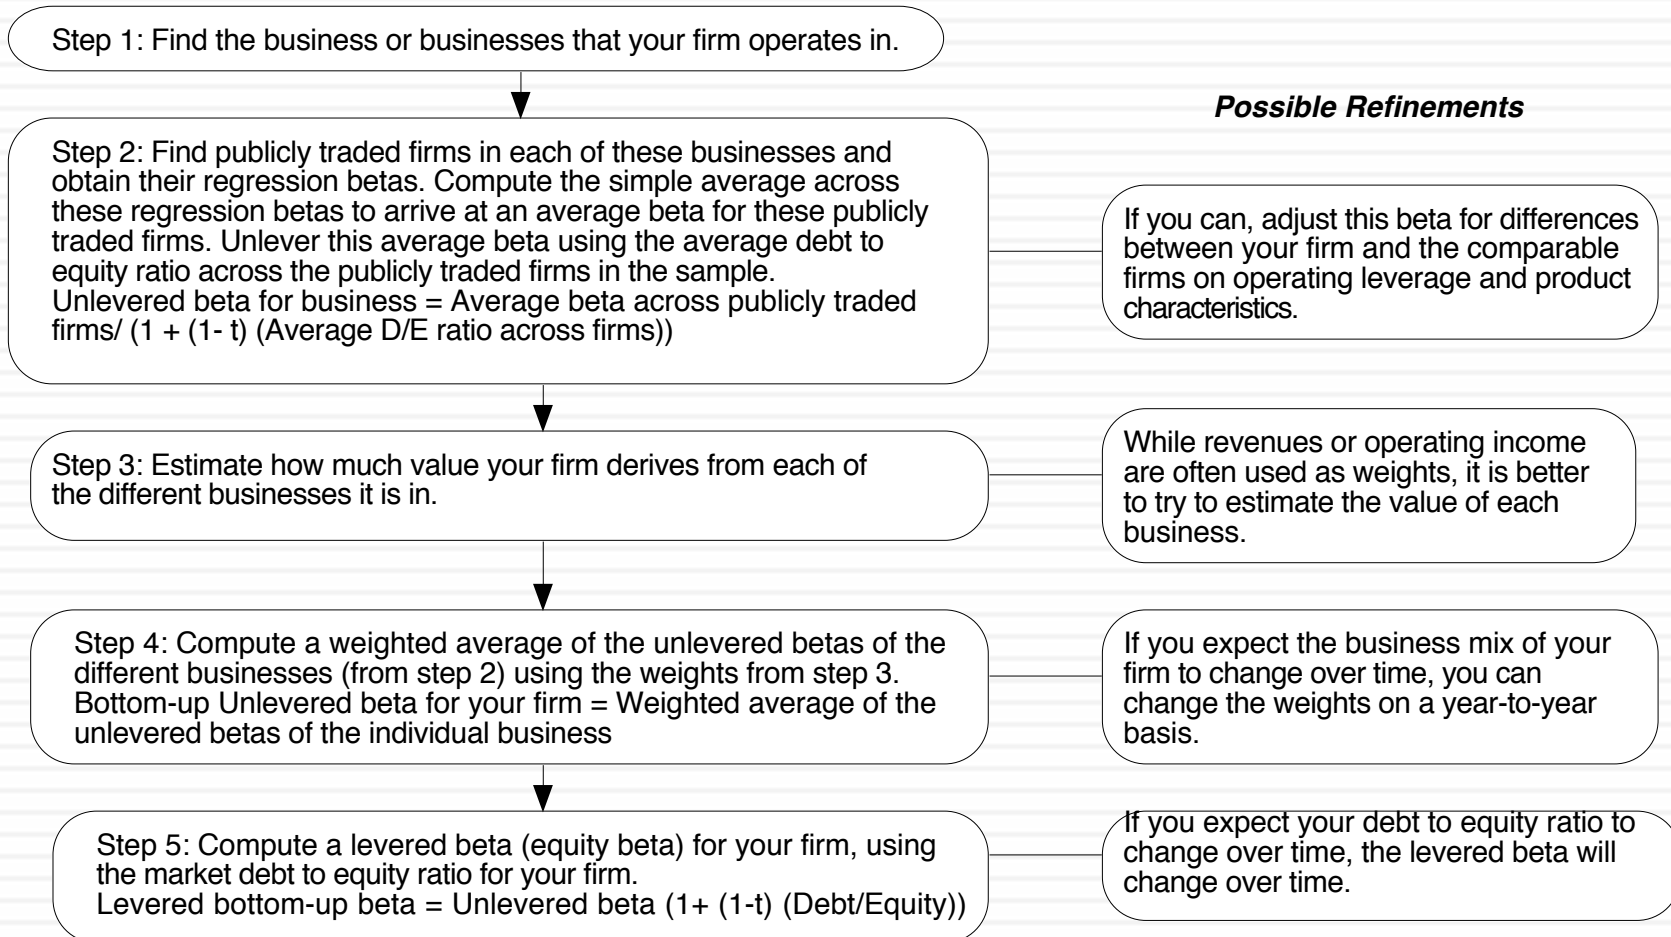 Step 1: Find the business or businesses that your firm operates in.
Possible Refinements
Step 2: Find publicly traded firms in each of these businesses and
obtain their regression betas. Compute the simple average across
these regression betas to arrive at an average beta for these publicly
traded firms. Unlever this average beta using the average debt to
equity ratio across the publicly traded firms in the sample.
Unlevered beta for business = Average beta across publicly traded
firms/ (1 + (1- t) (Average D/E ratio across firms))
If you can, adjust this beta for differences
between your firm and the comparable
firms on operating leverage and product
characteristics.
Step 3: Estimate how much value your firm derives from each of
the different businesses it is in.
While revenues or operating income
are often used as weights, it is better
to try to estimate the value of each
business.
Step 4: Compute a weighted average of the unlevered betas of the
different businesses (from step 2) using the weights from step 3.
Bottom-up Unlevered beta for your firm = Weighted average of the
unlevered betas of the individual business
If you expect the business mix of your
firm to change over time, you can
change the weights on a year-to-year
basis.
Step 5: Compute a levered beta (equity beta) for your firm, using
the market debt to equity ratio for your firm.
Levered bottom-up beta = Unlevered beta (1+ (1-t) (Debt/Equity))
If you expect your debt to equity ratio to
change over time, the levered beta will
change over time.